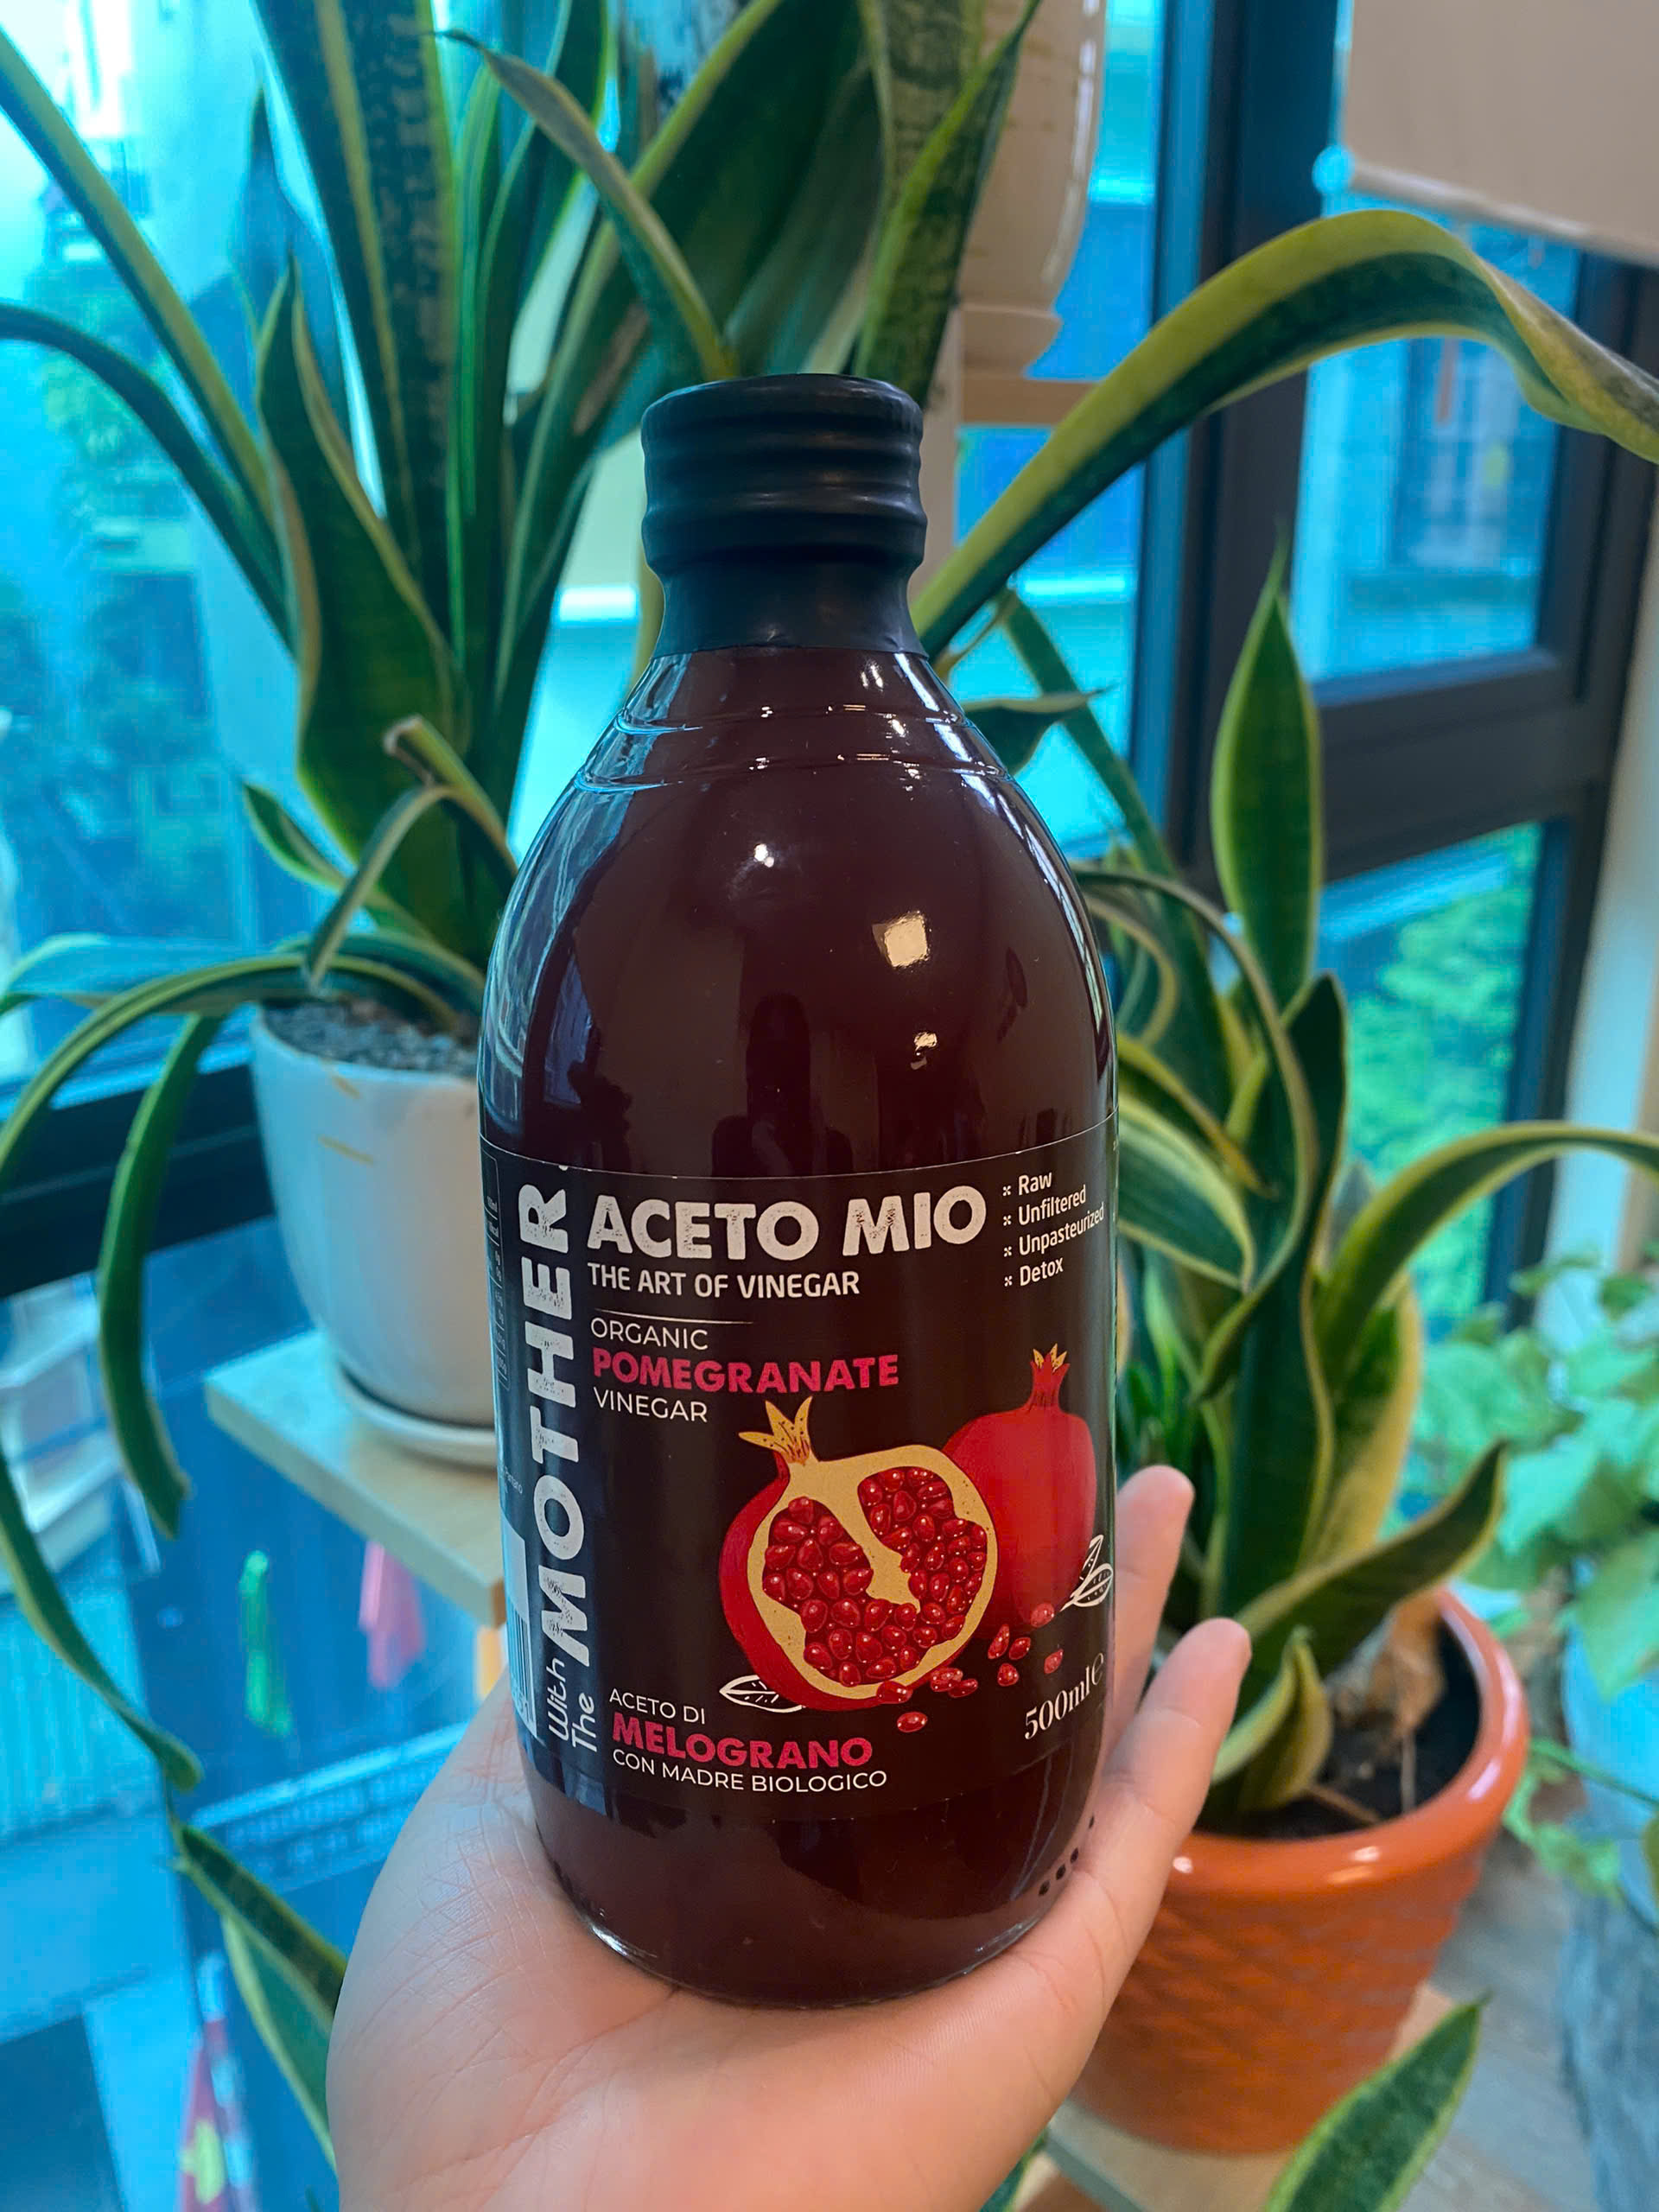 ACETO MIO
THE ART OF VINEGAR
Raw
Unfiltered
Unpasteurized
Detox
ORGANIC
POMEGRANATE
VINEGAR
With The MOTHER
ACETO DI
MELOGRANO
CON MADRE BIOLOGICO
500ml e